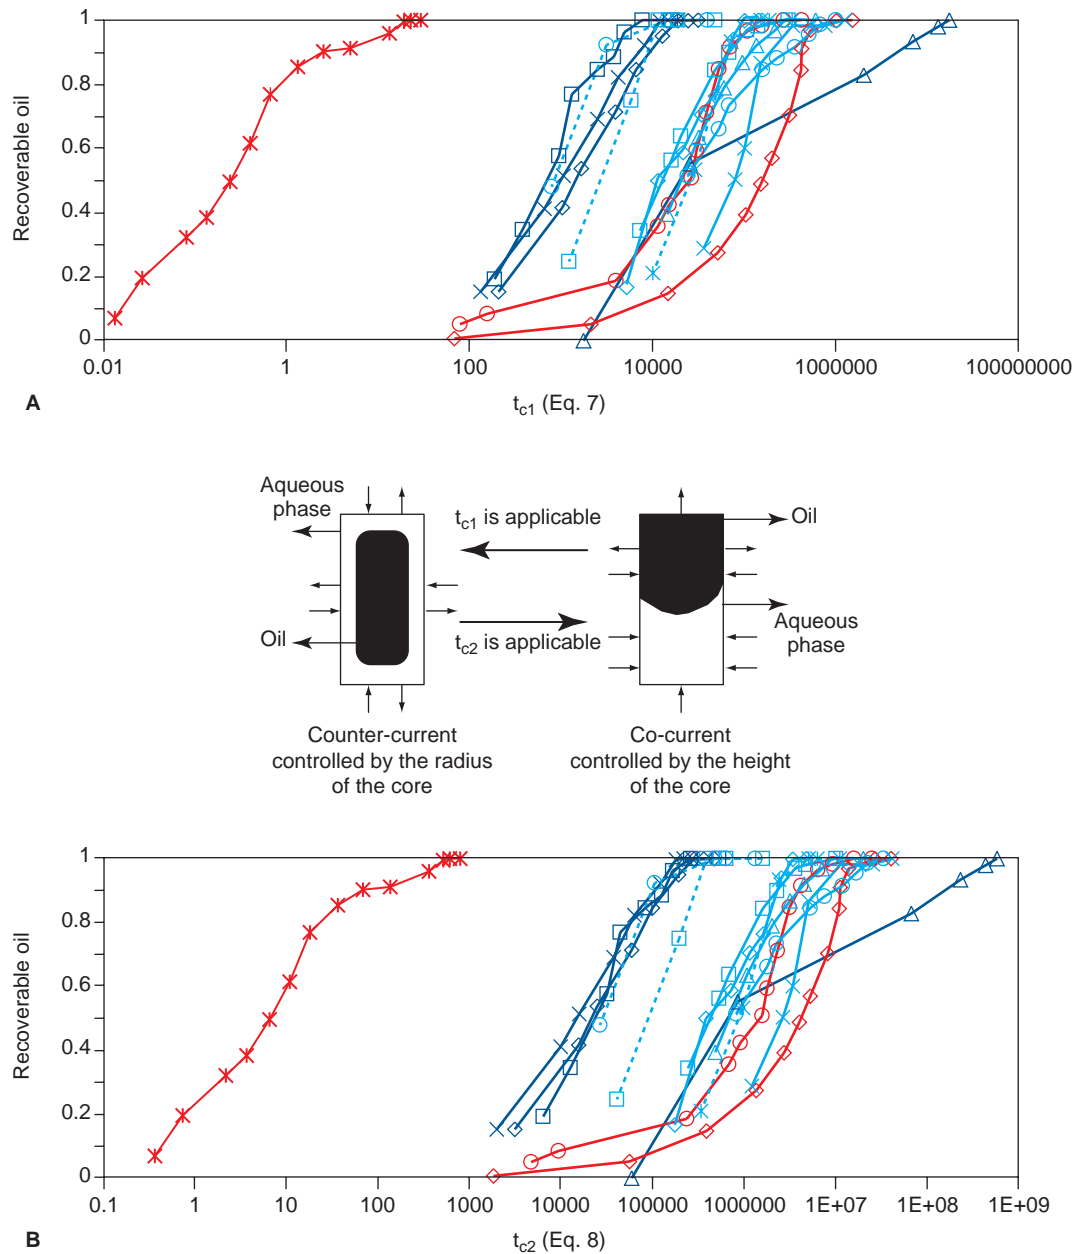 1
0.8
0.6
0.4
0.2
0
Recoverable oil
0.01
1
100
10000
1000000
100000000
A
t_c1 (Eq. 7)
Aqueous
phase
Oil
t_c1 is applicable
t_c2 is applicable
Oil
Aqueous
phase
Counter-current
controlled by the radius
of the core
Co-current
controlled by the height
of the core
1
0.8
0.6
0.4
0.2
0
Recoverable oil
0.1
1
10
100
1000
10000
100000
1000000
1E+07
1E+08
1E+09
B
t_c2 (Eq. 8)